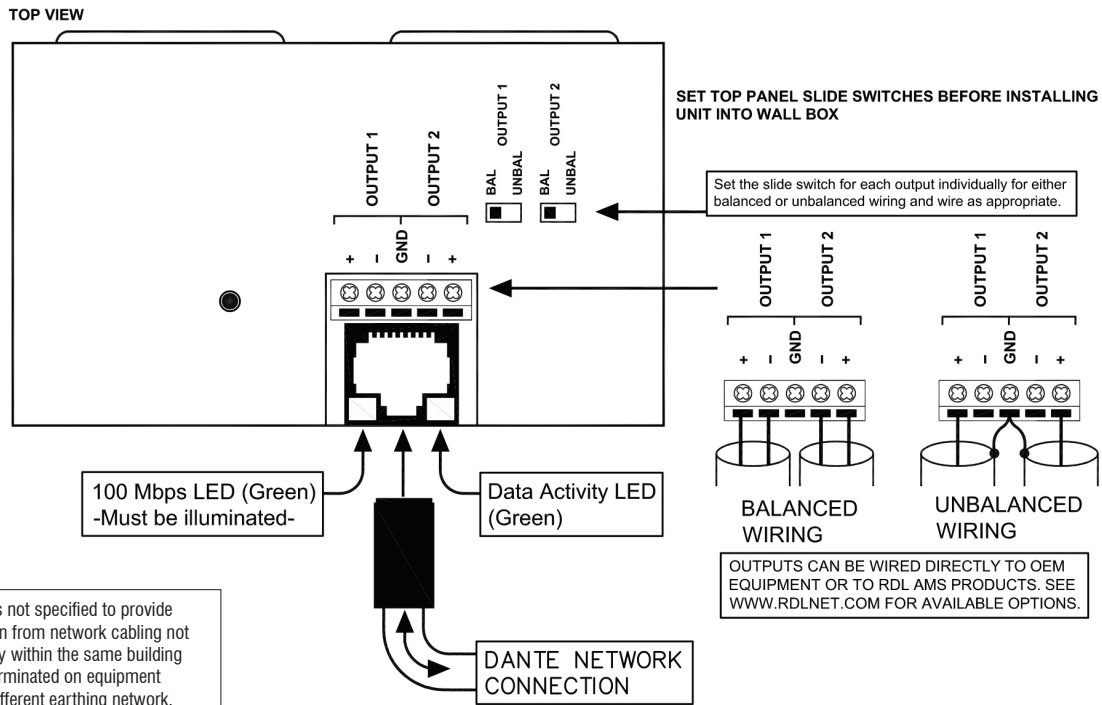 TOP VIEW
SET TOP PANEL SLIDE SWITCHES BEFORE INSTALLING
UNIT INTO WALL BOX
OUTPUT 1
OUTPUT 2
BAL
UNBAL
BAL
UNBAL
Set the slide switch for each output individually for either
balanced or unbalanced wiring and wire as appropriate.
OUTPUT 1
OUTPUT 2
+ − GND − +
OUTPUT 1
OUTPUT 2
+ − GND − +
OUTPUT 1
OUTPUT 2
+ − GND − +
100 Mbps LED (Green)
-Must be illuminated-
Data Activity LED
(Green)
BALANCED
WIRING
UNBALANCED
WIRING
OUTPUTS CAN BE WIRED DIRECTLY TO OEM
EQUIPMENT OR TO RDL AMS PRODUCTS. SEE
WWW.RDLNET.COM FOR AVAILABLE OPTIONS.
DANTE NETWORK
CONNECTION
not specified to provide
from network cabling not
within the same building
on equipment
earthing network.